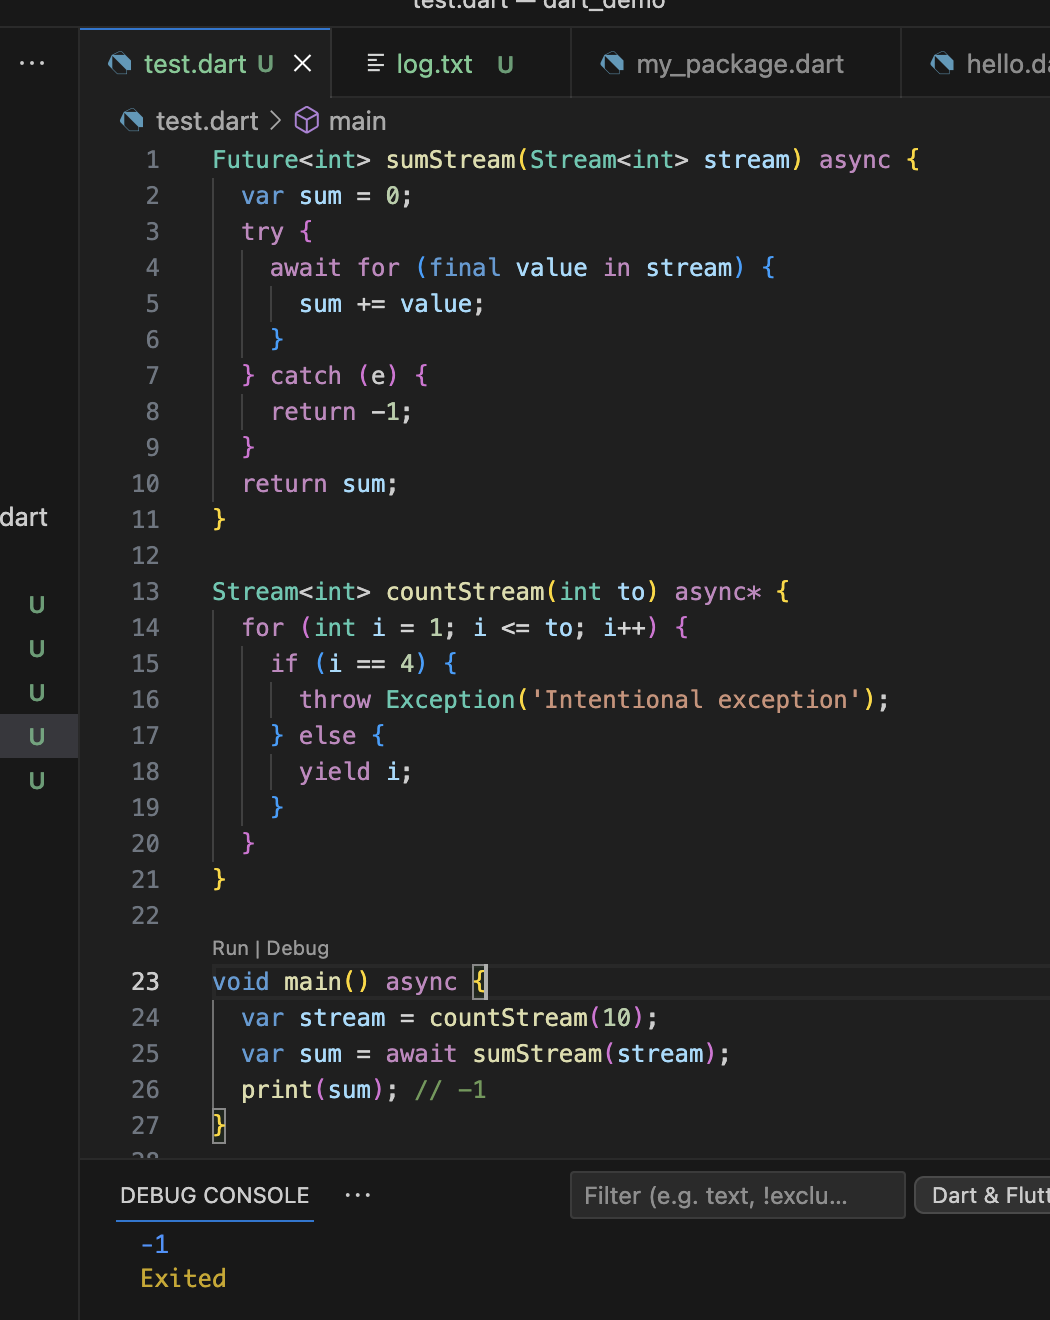 test.dart — dart_demo
··· test.dart U × log.txt U my_package.dart hello.da
test.dart > main
1 Future<int> sumStream(Stream<int> stream) async {
2 var sum = 0;
3 try {
4 await for (final value in stream) {
5 sum += value;
6 }
7 } catch (e) {
8 return -1;
9 }
10 return sum;
11 }
12
13 Stream<int> countStream(int to) async* {
14 for (int i = 1; i <= to; i++) {
15 if (i == 4) {
16 throw Exception('Intentional exception');
17 } else {
18 yield i;
19 }
20 }
21 }
22
Run | Debug
23 void main() async {
24 var stream = countStream(10);
25 var sum = await sumStream(stream);
26 print(sum); // -1
27 }
28
dart
U
U
U
U
U
DEBUG CONSOLE ··· Filter (e.g. text, !exclu... Dart & Flutt
-1
Exited